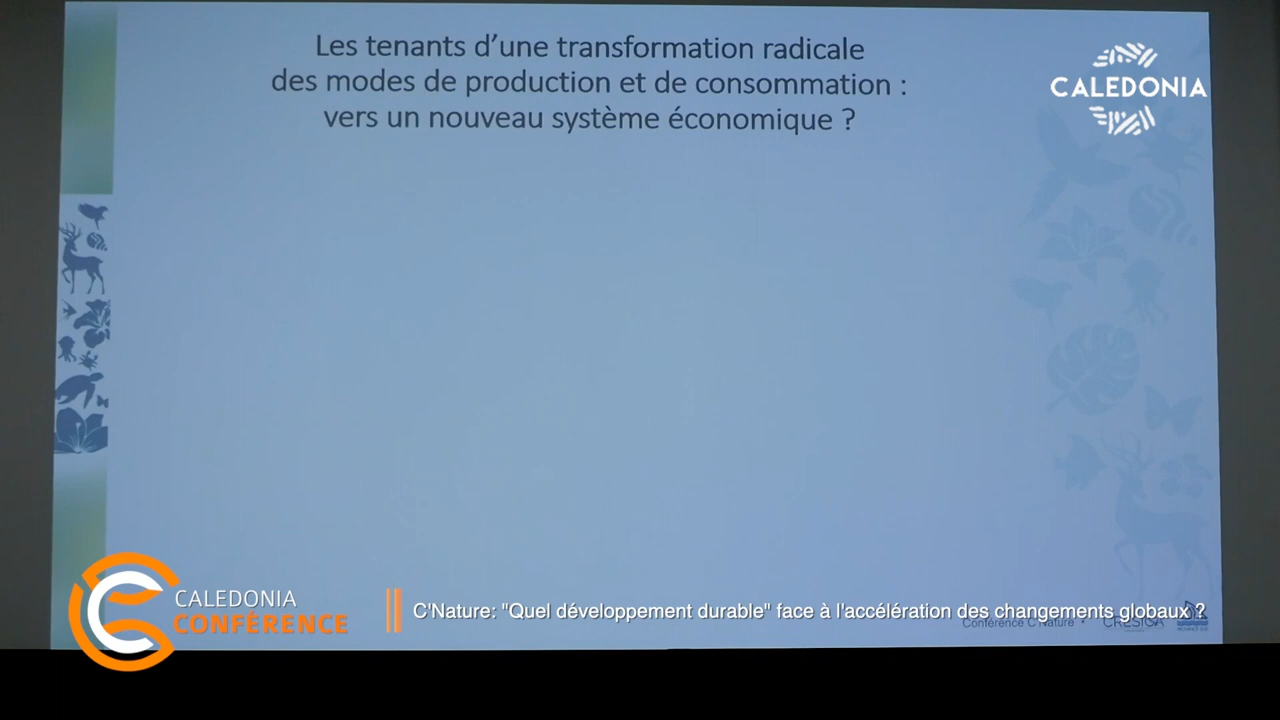 Les tenants d'une transformation radicale
des modes de production et de consommation :
vers un nouveau système économique ?
CALEDONIA
CALEDONIA
CONFÉRENCE
C'Nature: "Quel développement durable" face à l'accélération des changements globaux ?
Conférence C'Nature •
CRESICA